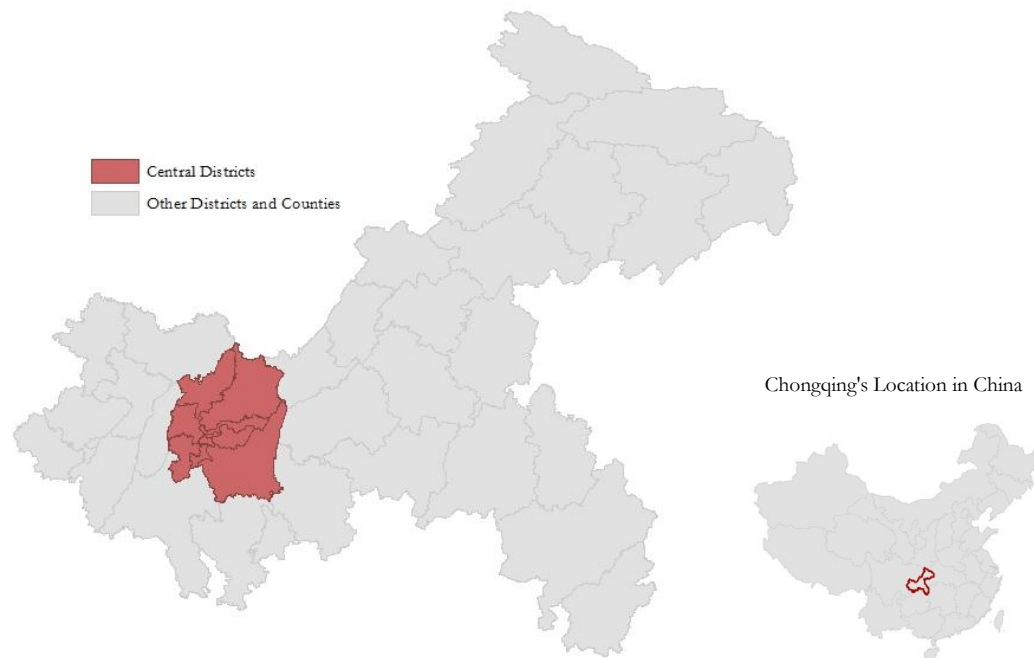 Central Districts
Other Districts and Counties
Chongqing's Location in China